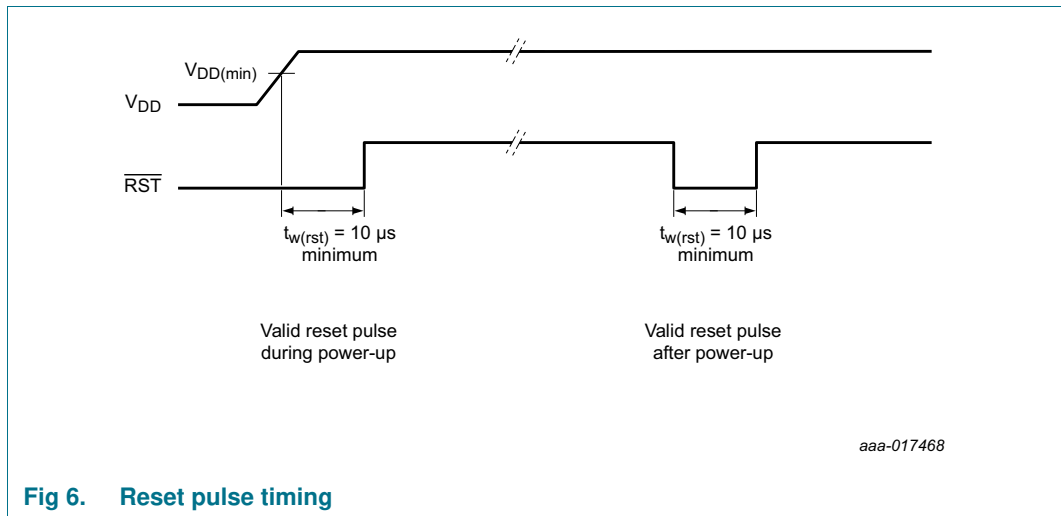 VDD(min)
VDD
RST
tw(rst) = 10 µs
minimum
tw(rst) = 10 µs
minimum
Valid reset pulse
during power-up
Valid reset pulse
after power-up
aaa-017468
Fig 6. Reset pulse timing